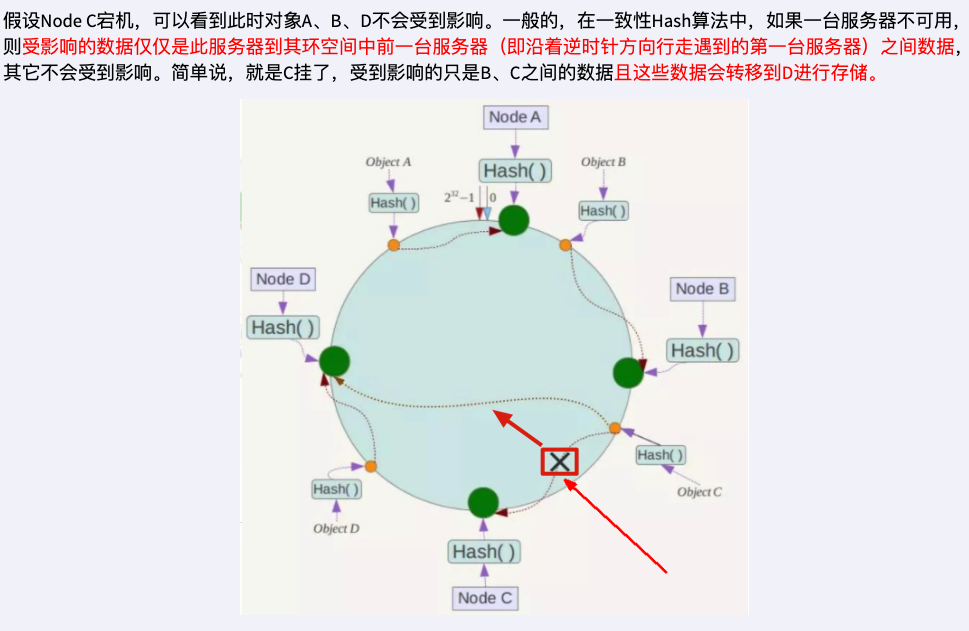 假设Node C宕机，可以看到此时对象A、B、D不会受到影响。一般的，在一致性Hash算法中，如果一台服务器不可用，
则受影响的数据仅仅是此服务器到其环空间中前一台服务器（即沿着逆时针方向行走遇到的第一台服务器）之间数据，
其它不会受到影响。简单说，就是C挂了，受到影响的只是B、C之间的数据且这些数据会转移到D进行存储。
Node A
Object A
Object B
Hash( )
Hash( )
2³²−1
0
Hash( )
Node D
Node B
Hash( )
Hash( )
Hash( )
Object C
Hash( )
Object D
Hash( )
Node C